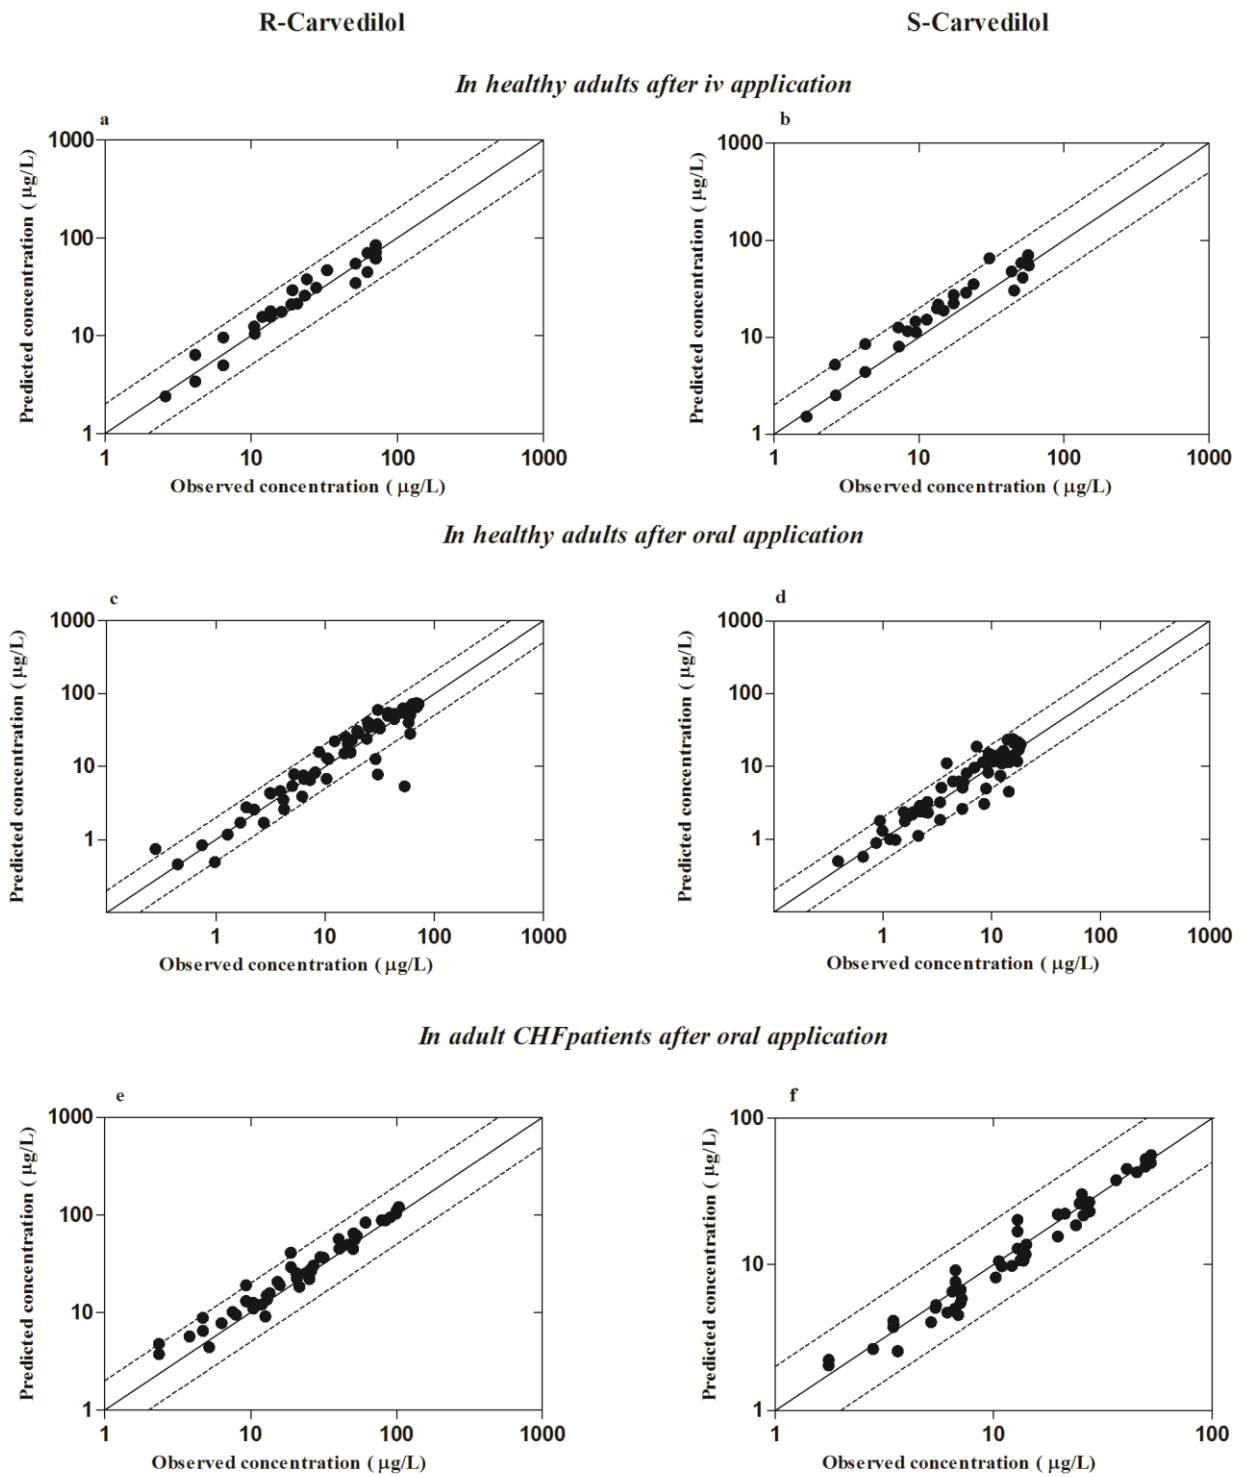 R-Carvedilol S-Carvedilol
In healthy adults after iv application
a b
1000
100
10
1
1 10 100 1000
Predicted concentration ( µg/L)
Observed concentration ( µg/L)
1000
100
10
1
1 10 100 1000
Predicted concentration ( µg/L)
Observed concentration ( µg/L)
In healthy adults after oral application
c d
1000
100
10
1
1 10 100 1000
Predicted concentration ( µg/L)
Observed concentration ( µg/L)
1000
100
10
1
1 10 100 1000
Predicted concentration ( µg/L)
Observed concentration ( µg/L)
In adult CHFpatients after oral application
e f
1000
100
10
1
1 10 100 1000
Predicted concentration ( µg/L)
Observed concentration ( µg/L)
100
10
1
1 10 100
Predicted concentration ( µg/L)
Observed concentration ( µg/L)